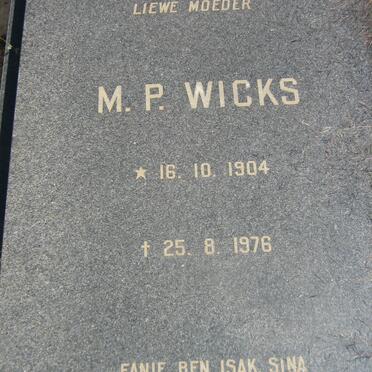 LIEWE MOEDER
M. P. WICKS
★ 16. 10. 1904
† 25. 8. 1976
FANIE BEN ISAK SINA